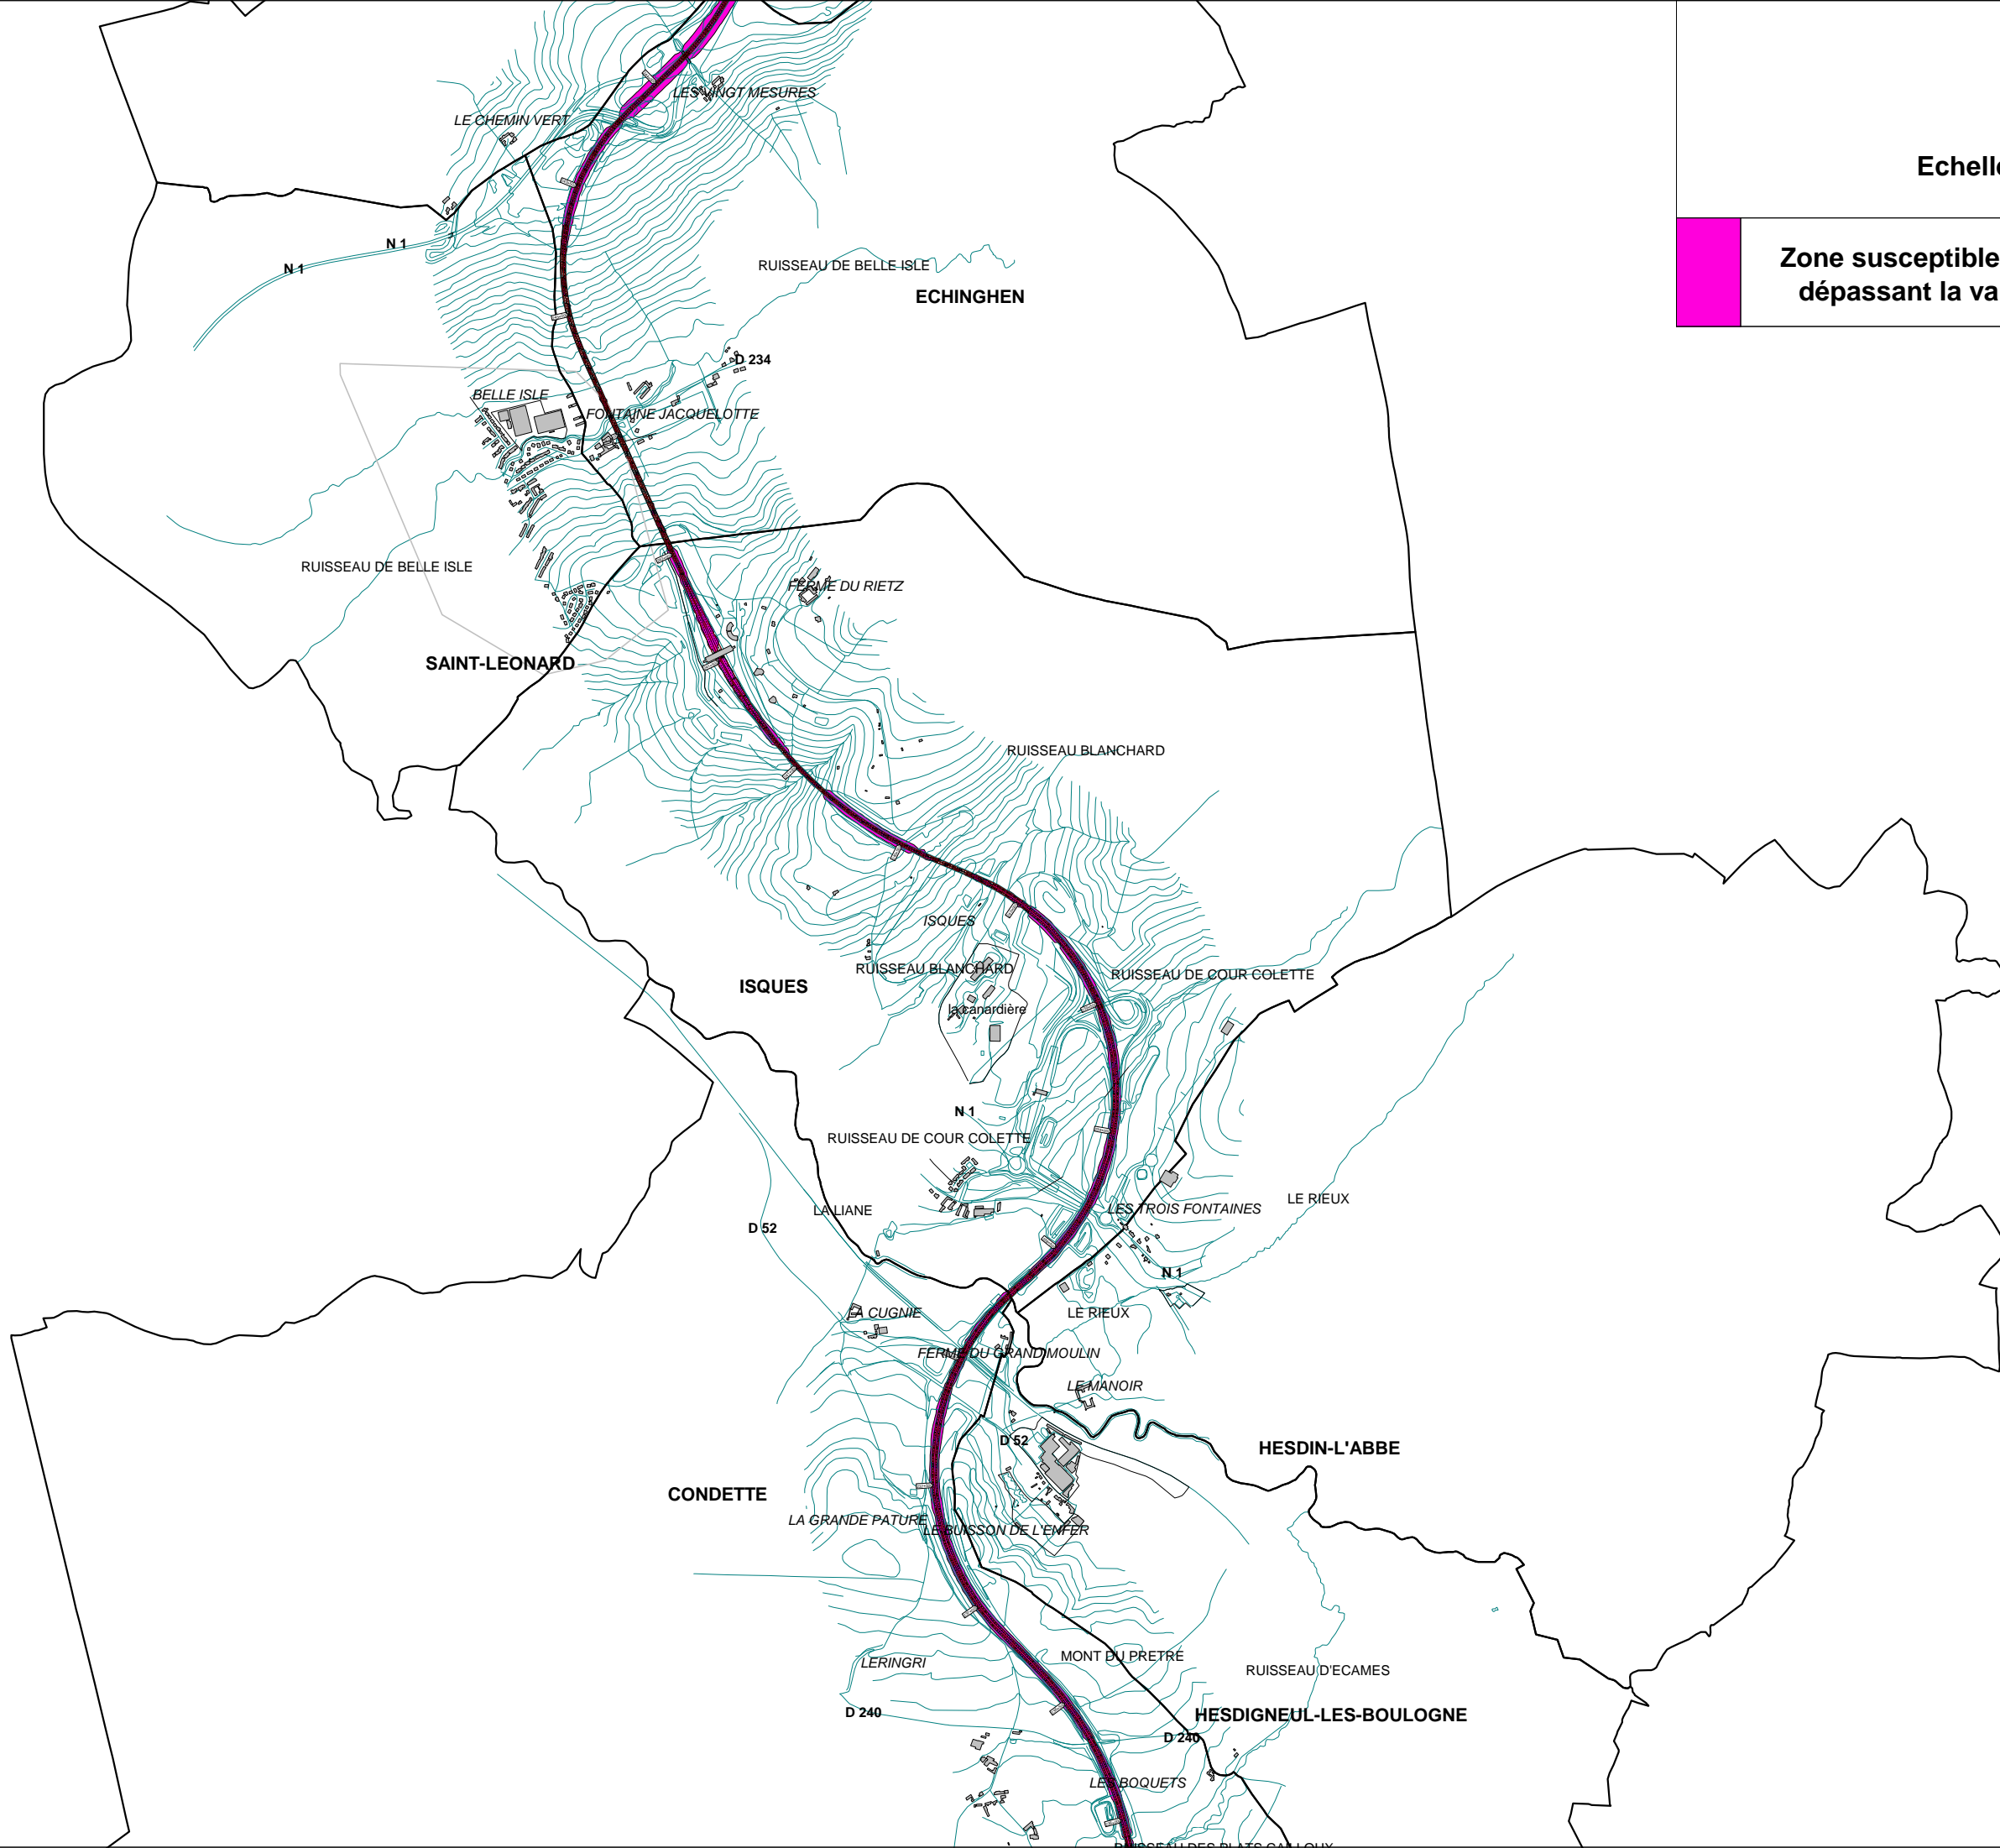 LES VINGT MESURES
LE CHEMIN VERT
Echelle
N 1
N 1
RUISSEAU DE BELLE ISLE
Zone susceptible
dépassant la va
ECHINGHEN
D 234
BELLE ISLE
FONTAINE JACQUELOTTE
RUISSEAU DE BELLE ISLE
FERME DU RIETZ
SAINT-LEONARD
RUISSEAU BLANCHARD
ISQUES
RUISSEAU BLANCHARD
RUISSEAU DE COUR COLETTE
ISQUES
la canardière
N 1
RUISSEAU DE COUR COLETTE
LE RIEUX
LES TROIS FONTAINES
LA LIANE
D 52
N 1
LA CUGNIE
LE RIEUX
FERME DU GRAND MOULIN
LE MANOIR
D 52
HESDIN-L'ABBE
CONDETTE
LA GRANDE PATURE
LE BUISSON DE L'ENFER
MONT DU PRETRE
LERINGRI
RUISSEAU D'ECAMES
D 240
HESDIGNEUL-LES-BOULOGNE
D 240
LES BOQUETS
RUISSEAU DES PLATS CAILLOUX